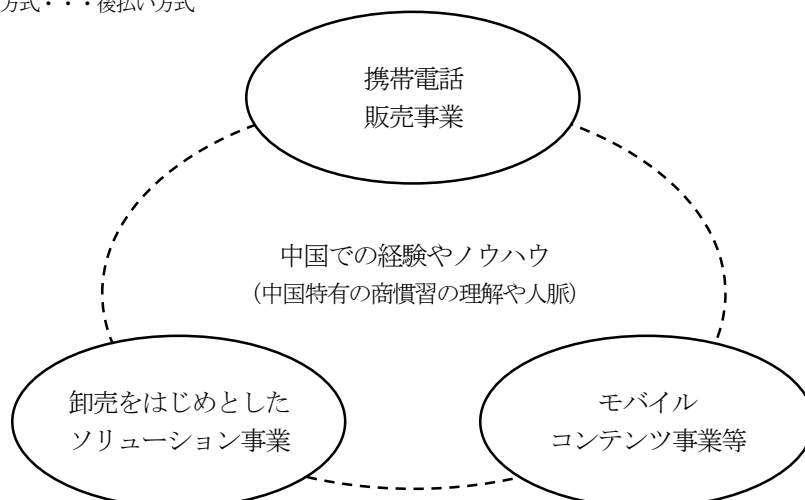 方式・・・後払い方式
携帯電話
販売事業
中国での経験やノウハウ
(中国特有の商慣習の理解や人脈)
卸売をはじめとした
ソリューション事業
モバイル
コンテンツ事業等